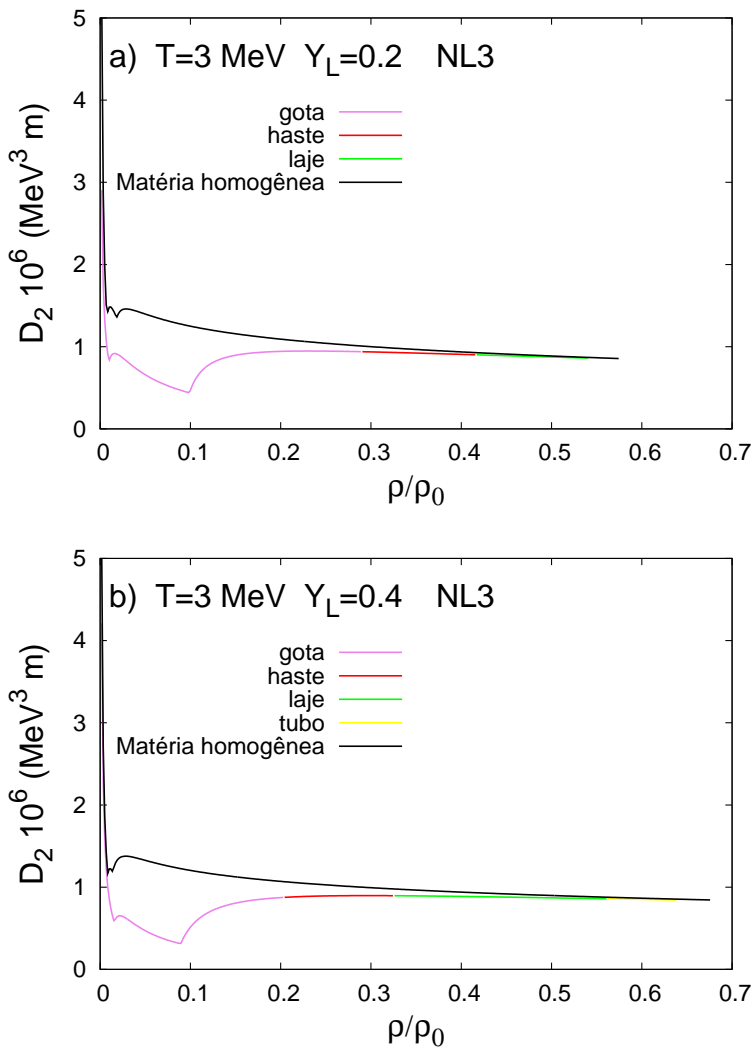 a) T=3 MeV Y_L=0.2 NL3
gota
haste
laje
Matéria homogênea
D_2 10^6 (MeV^3 m)
5
4
3
2
1
0
0 0.1 0.2 0.3 0.4 0.5 0.6 0.7
ρ/ρ_0
b) T=3 MeV Y_L=0.4 NL3
gota
haste
laje
tubo
Matéria homogênea
D_2 10^6 (MeV^3 m)
5
4
3
2
1
0
0 0.1 0.2 0.3 0.4 0.5 0.6 0.7
ρ/ρ_0